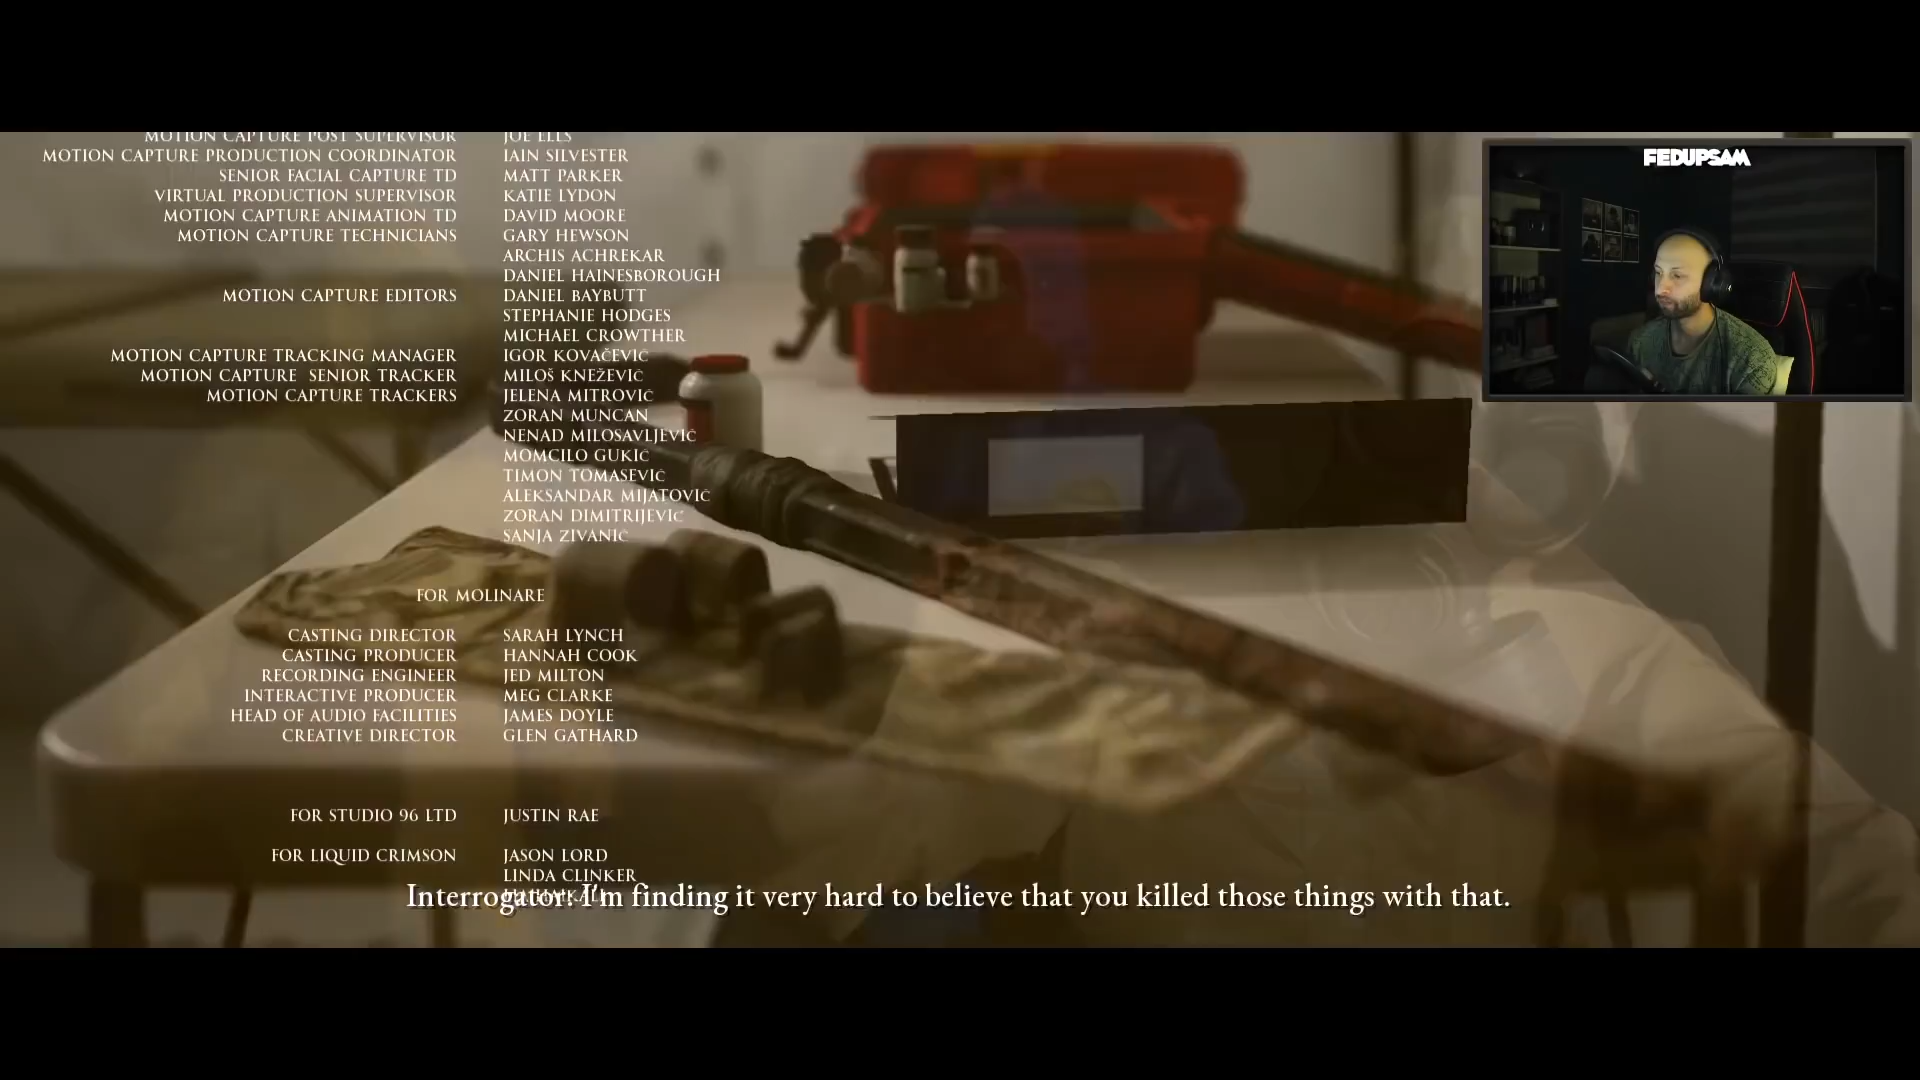 MOTION CAPTURE POST SUPERVISOR JOE ELLS
MOTION CAPTURE PRODUCTION COORDINATOR IAIN SILVESTER
FEDUPSAM
SENIOR FACIAL CAPTURE TD MATT PARKER
VIRTUAL PRODUCTION SUPERVISOR KATIE LYDON
MOTION CAPTURE ANIMATION TD DAVID MOORE
MOTION CAPTURE TECHNICIANS GARY HEWSON
ARCHIS ACHREKAR
DANIEL HAINESBOROUGH
MOTION CAPTURE EDITORS DANIEL BAYBUTT
STEPHANIE HODGES
MICHAEL CROWTHER
MOTION CAPTURE TRACKING MANAGER IGOR KOVAČEVIĆ
MOTION CAPTURE SENIOR TRACKER MILOŠ KNEŽEVIĆ
MOTION CAPTURE TRACKERS JELENA MITROVIĆ
ZORAN MUNCAN
NENAD MILOSAVLJEVIĆ
MOMCILO GUKIĆ
TIMON TOMASEVIĆ
ALEKSANDAR MIJATOVIĆ
ZORAN DIMITRIJEVIĆ
SANJA ZIVANIĆ
FOR MOLINARE
CASTING DIRECTOR SARAH LYNCH
CASTING PRODUCER HANNAH COOK
RECORDING ENGINEER JED MILTON
INTERACTIVE PRODUCER MEG CLARKE
HEAD OF AUDIO FACILITIES JAMES DOYLE
CREATIVE DIRECTOR GLEN GATHARD
FOR STUDIO 96 LTD JUSTIN RAE
FOR LIQUID CRIMSON JASON LORD
LINDA CLINKER
Interrogator: I'm finding it very hard to believe that you killed those things with that.